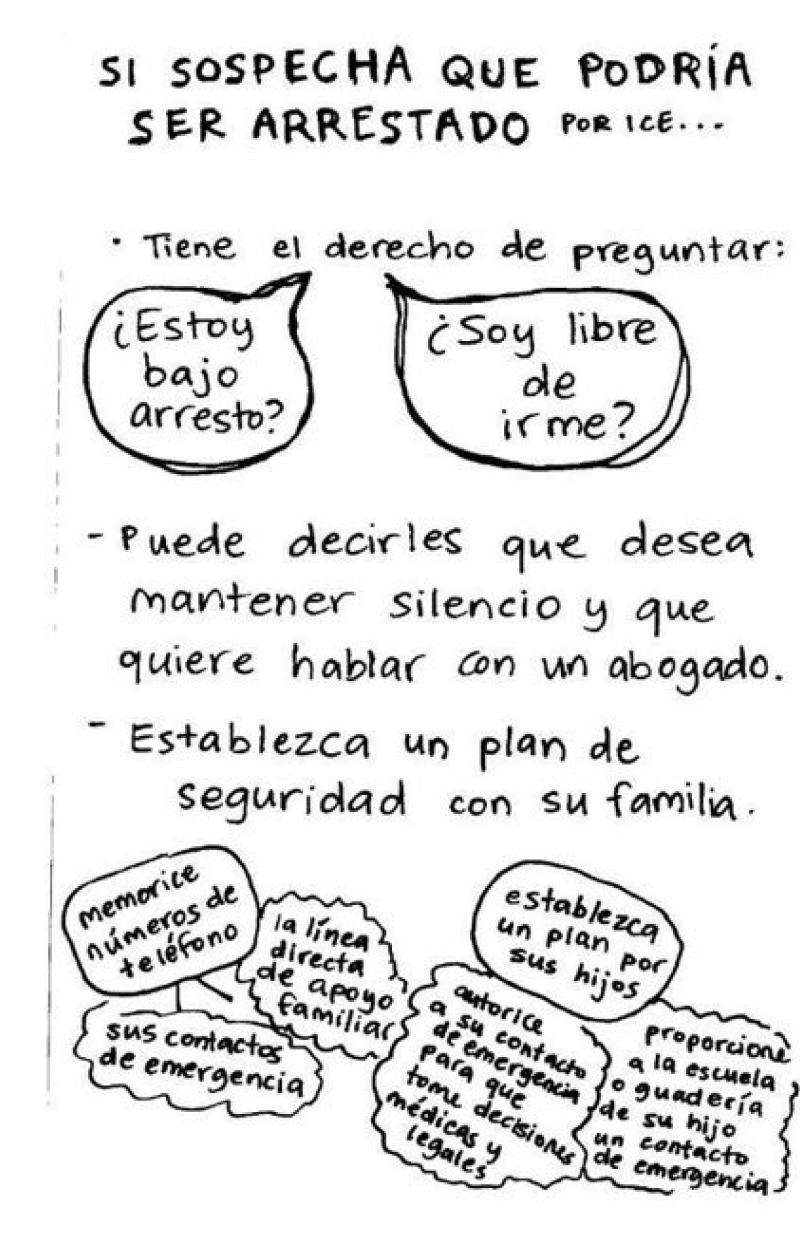 SI SOSPECHA QUE PODRÍA
SER ARRESTADO POR ICE...
· Tiene el derecho de preguntar:
¿Estoy
bajo
arresto?
¿Soy libre
de
irme?
- Puede decirles que desea
mantener silencio y que
quiere hablar con un abogado.
- Establezca un plan de
seguridad con su familia.
memorice
números de
teléfono
la línea
directa
de apoyo
familiar
sus contactos
de emergencia
establezca
un plan por
sus hijos
autorice
a su contacto
de emergencia
para que
tome decisiones
médicas y
legales
proporcione
a la escuela
o guadería
de su hijo
un contacto
de emergencia